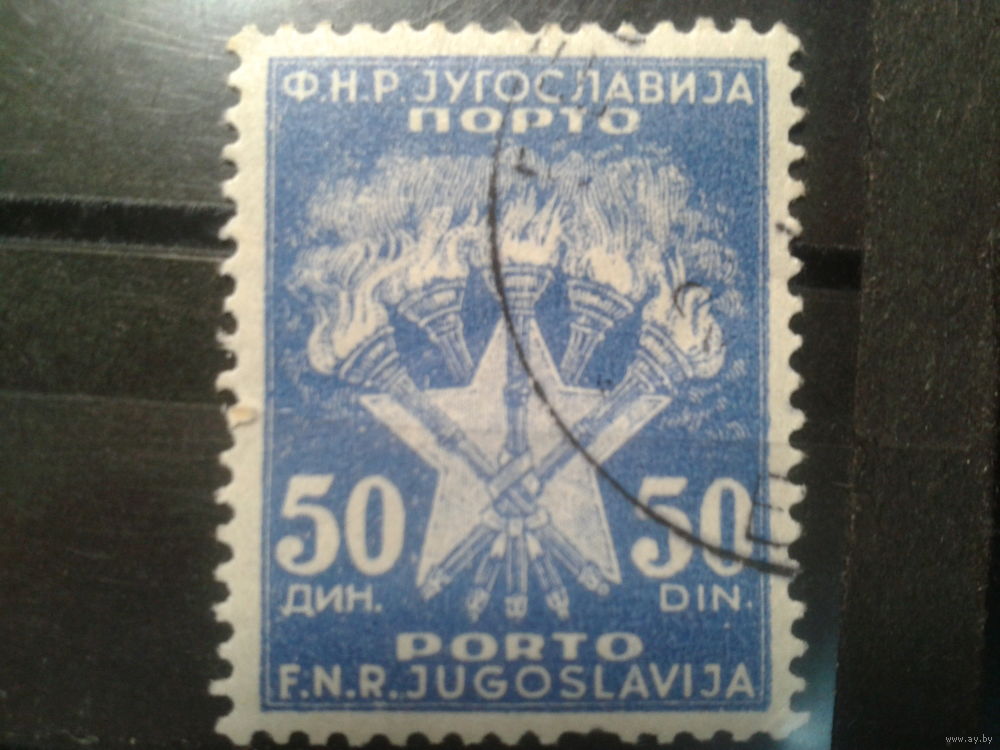 Ф.Н.Р. ЈУГОСЛАВИЈА
ПОРТО
50 50
ДИН. DIN.
PORTO
F.N.R. JUGOSLAVIJA
www.ay.by